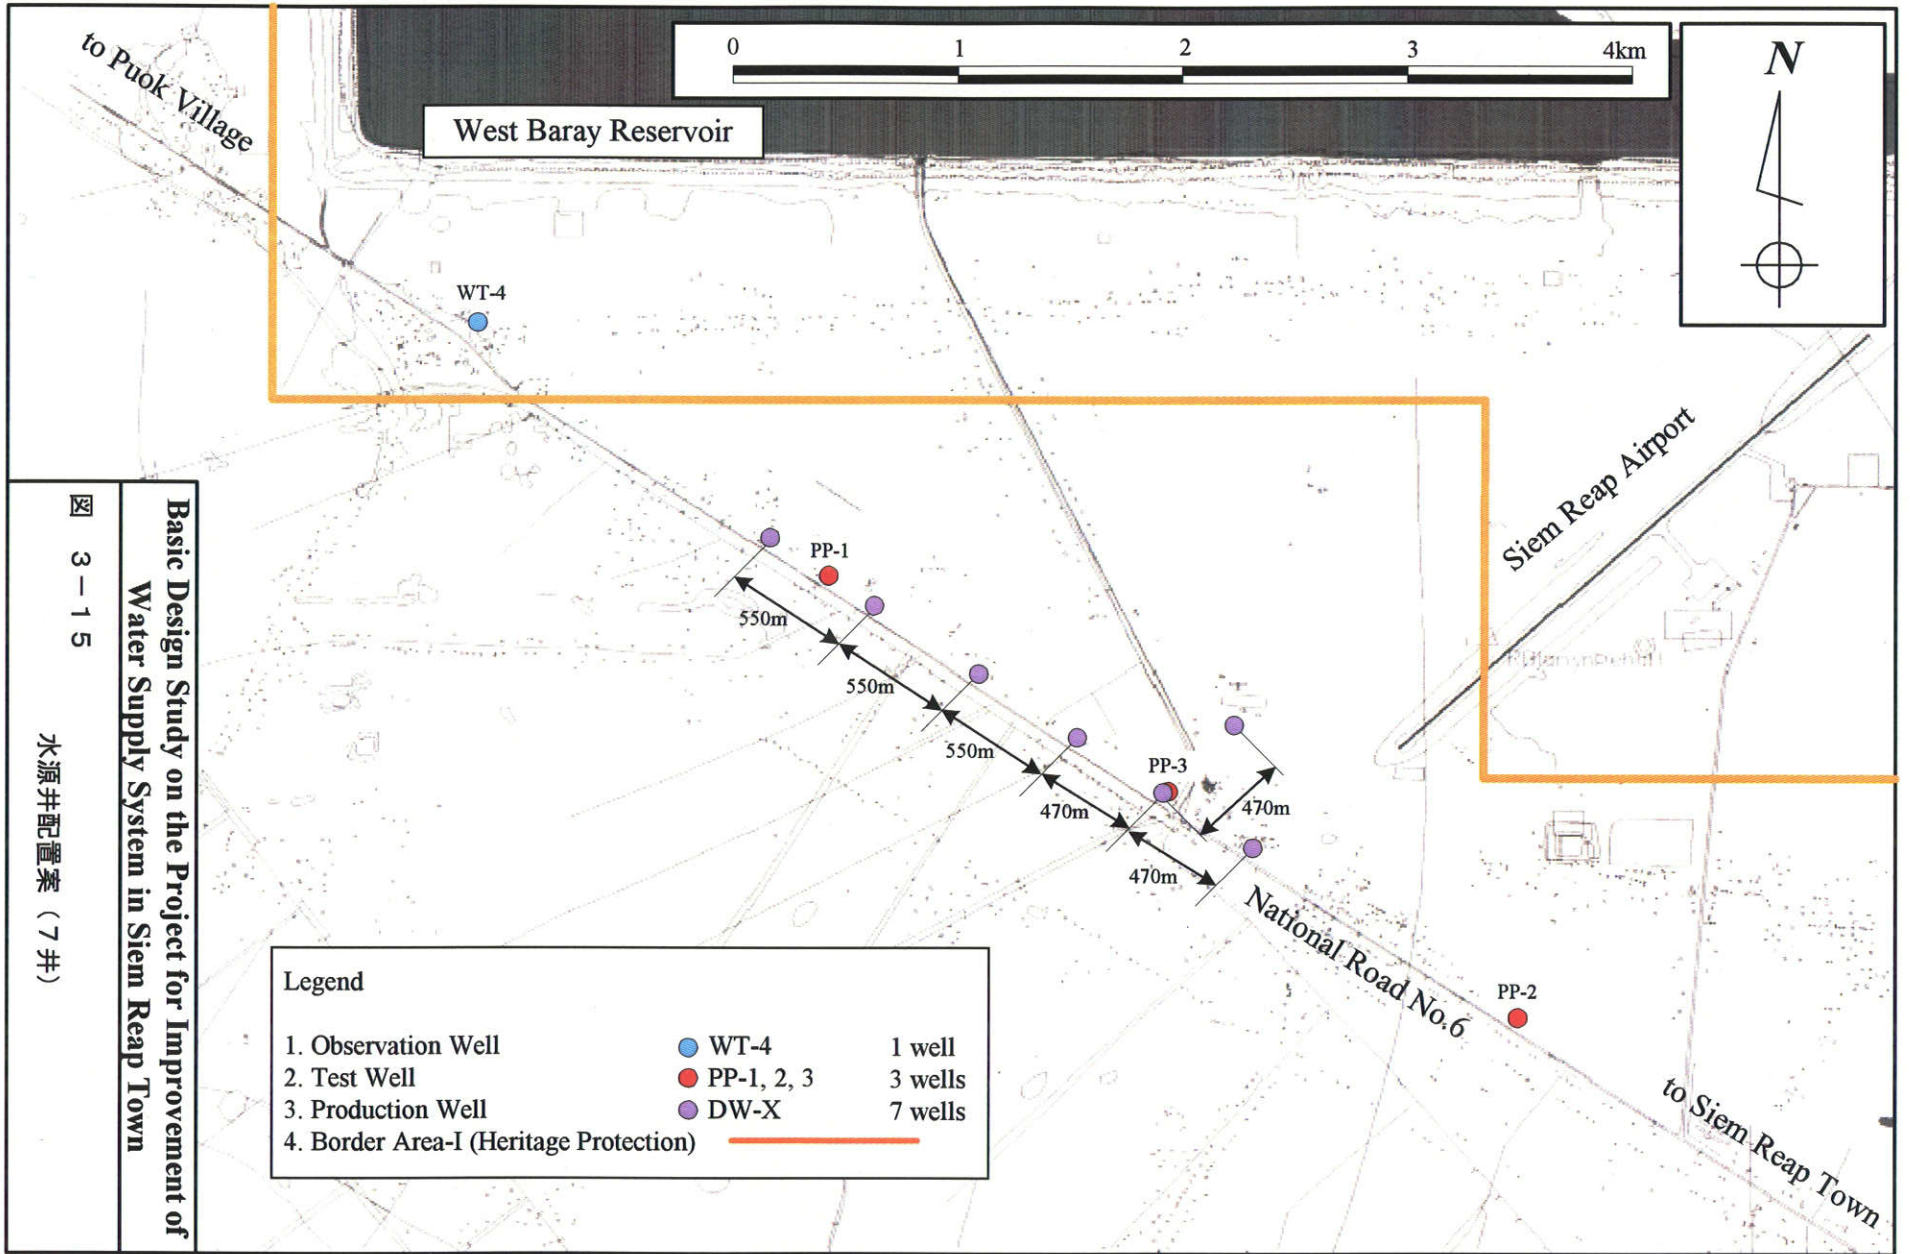 to Puok Village
0 1 2 3 4km
N
West Baray Reservoir
WT-4
Siem Reap Airport
PP-1
550m
550m
550m
PP-3
470m
470m
470m
National Road No.6
PP-2
to Siem Reap Town
Legend
1. Observation Well WT-4 1 well
2. Test Well PP-1, 2, 3 3 wells
3. Production Well DW-X 7 wells
4. Border Area-I (Heritage Protection)
Basic Design Study on the Project for Improvement of
Water Supply System in Siem Reap Town
図 3-15
水源井配置案(7井)